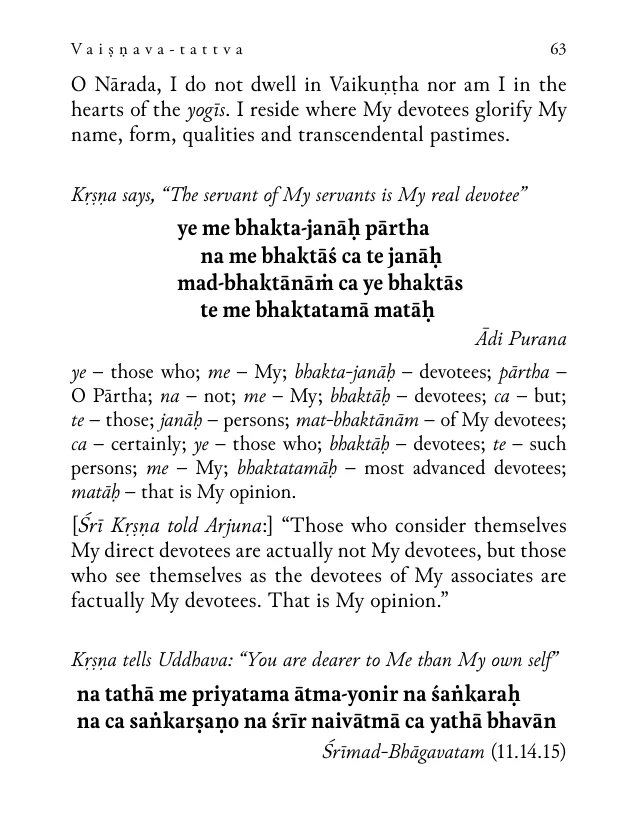 Vaiṣṇava-tattva 63
O Nārada, I do not dwell in Vaikuṇṭha nor am I in the
hearts of the yogīs. I reside where My devotees glorify My
name, form, qualities and transcendental pastimes.
Kṛṣṇa says, “The servant of My servants is My real devotee”
ye me bhakta-janāḥ pārtha
na me bhaktāś ca te janāḥ
mad-bhaktānāṁ ca ye bhaktās
te me bhaktatamā matāḥ
Ādi Purana
ye – those who; me – My; bhakta-janāḥ – devotees; pārtha –
O Pārtha; na – not; me – My; bhaktāḥ – devotees; ca – but;
te – those; janāḥ – persons; mat-bhaktānām – of My devotees;
ca – certainly; ye – those who; bhaktāḥ – devotees; te – such
persons; me – My; bhaktatamāḥ – most advanced devotees;
matāḥ – that is My opinion.
[Śrī Kṛṣṇa told Arjuna:] “Those who consider themselves
My direct devotees are actually not My devotees, but those
who see themselves as the devotees of My associates are
factually My devotees. That is My opinion.”
Kṛṣṇa tells Uddhava: “You are dearer to Me than My own self”
na tathā me priyatama ātma-yonir na śaṅkaraḥ
na ca saṅkarṣaṇo na śrīr naivātmā ca yathā bhavān
Śrīmad-Bhāgavatam (11.14.15)